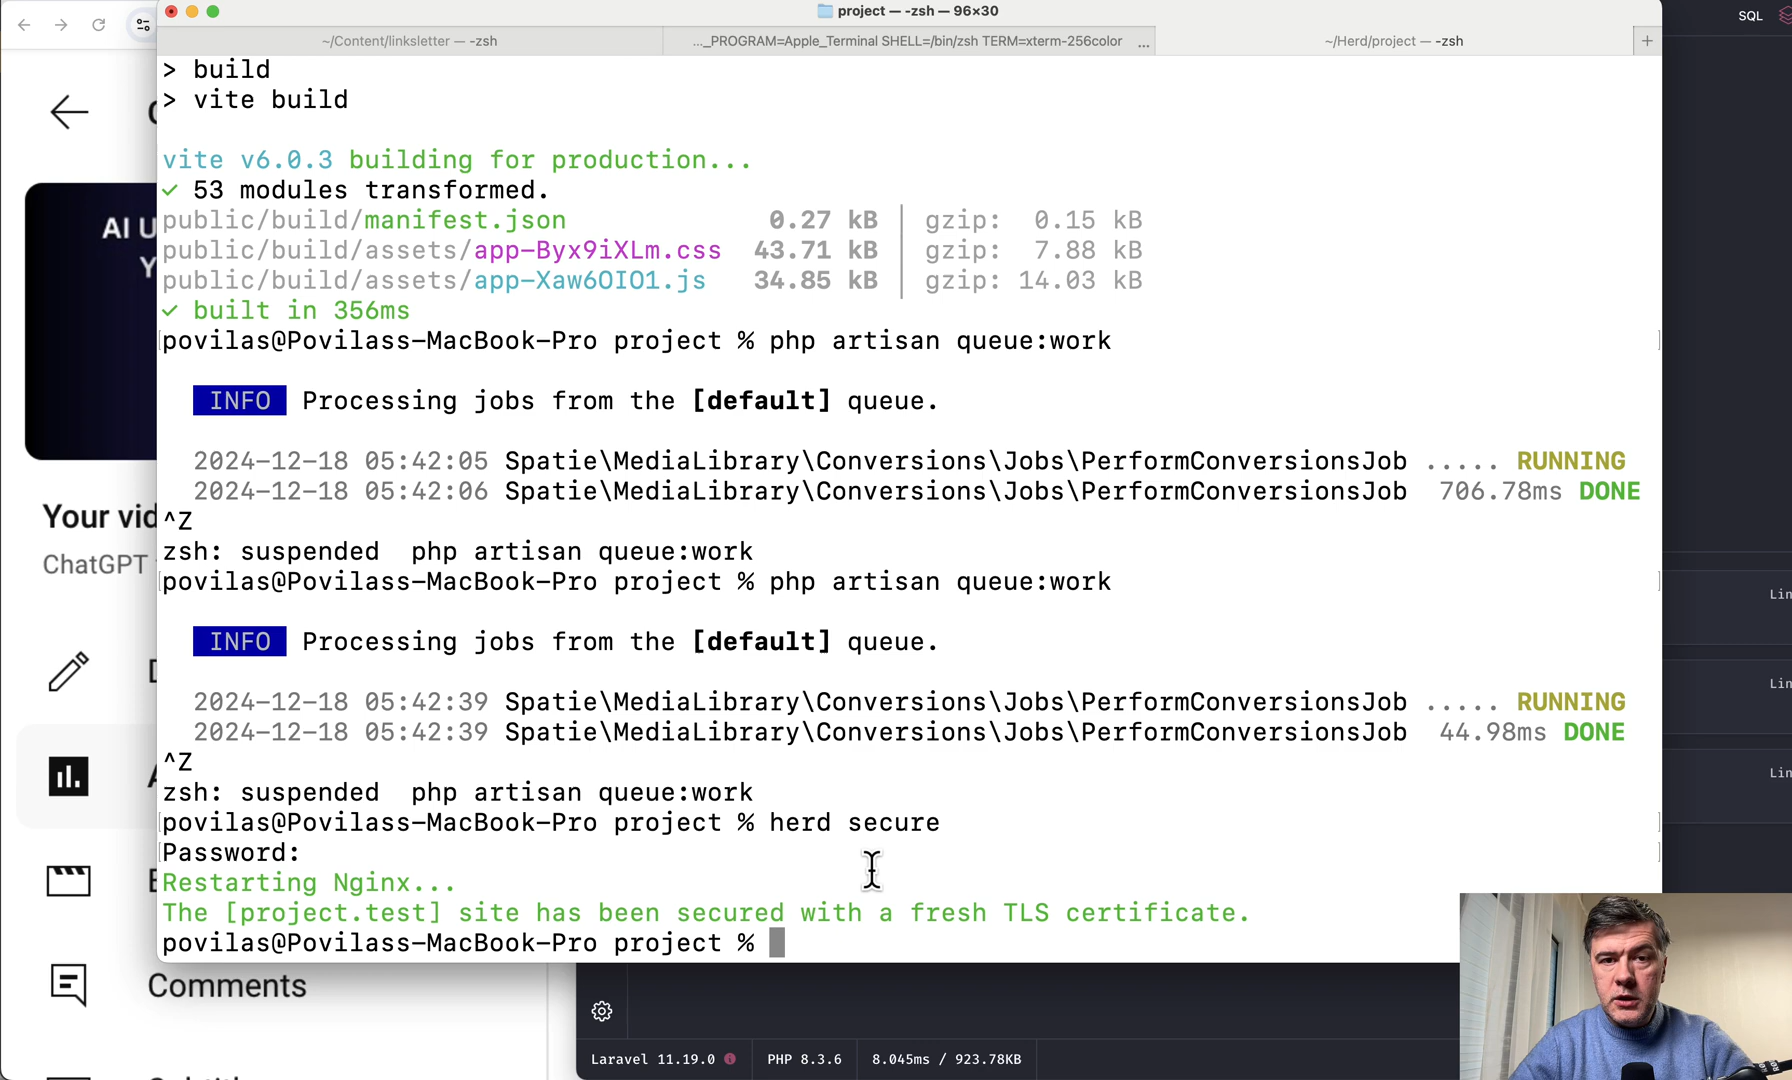 project — -zsh — 96×30
SQL
~/Content/linksletter — -zsh
..._PROGRAM=Apple_Terminal SHELL=/bin/zsh TERM=xterm-256color ...
~/Herd/project — -zsh
+
> build
> vite build
vite v6.0.3 building for production...
✓ 53 modules transformed.
public/build/manifest.json 0.27 kB │ gzip: 0.15 kB
public/build/assets/app-Byx9iXLm.css 43.71 kB │ gzip: 7.88 kB
public/build/assets/app-Xaw6OIO1.js 34.85 kB │ gzip: 14.03 kB
✓ built in 356ms
povilas@Povilass-MacBook-Pro project % php artisan queue:work
INFO Processing jobs from the [default] queue.
2024-12-18 05:42:05 Spatie\MediaLibrary\Conversions\Jobs\PerformConversionsJob ..... RUNNING
2024-12-18 05:42:06 Spatie\MediaLibrary\Conversions\Jobs\PerformConversionsJob 706.78ms DONE
^Z
zsh: suspended php artisan queue:work
povilas@Povilass-MacBook-Pro project % php artisan queue:work
INFO Processing jobs from the [default] queue.
2024-12-18 05:42:39 Spatie\MediaLibrary\Conversions\Jobs\PerformConversionsJob ..... RUNNING
2024-12-18 05:42:39 Spatie\MediaLibrary\Conversions\Jobs\PerformConversionsJob 44.98ms DONE
^Z
zsh: suspended php artisan queue:work
povilas@Povilass-MacBook-Pro project % herd secure
Password:
Restarting Nginx...
The [project.test] site has been secured with a fresh TLS certificate.
povilas@Povilass-MacBook-Pro project %
AI U
Y
Your vid
ChatGPT
Comments
Lin
Lin
Lin
Laravel 11.19.0
PHP 8.3.6
8.045ms / 923.78KB